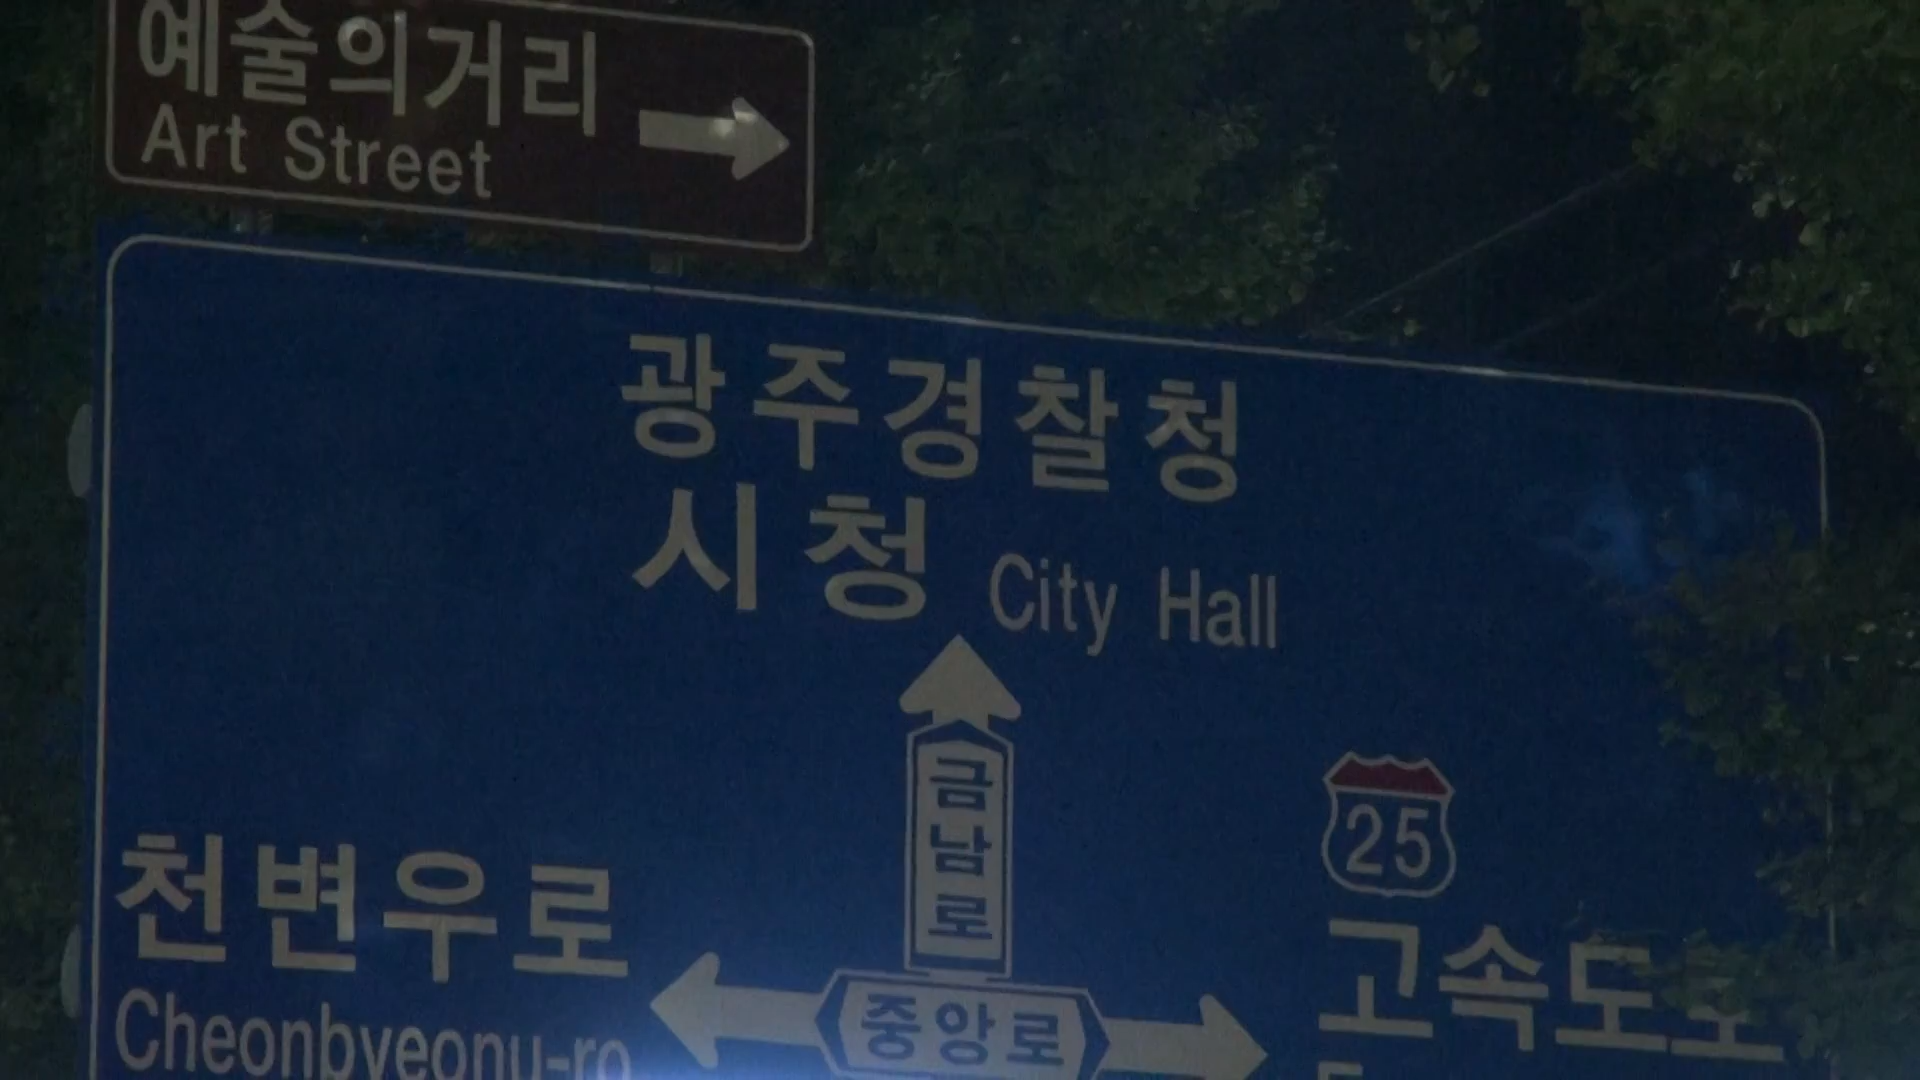 예술의거리
Art Street
광주경찰청
시청 City Hall
금남로
25
천변우로
고속도로
Cheonbyeonu-ro
중앙로